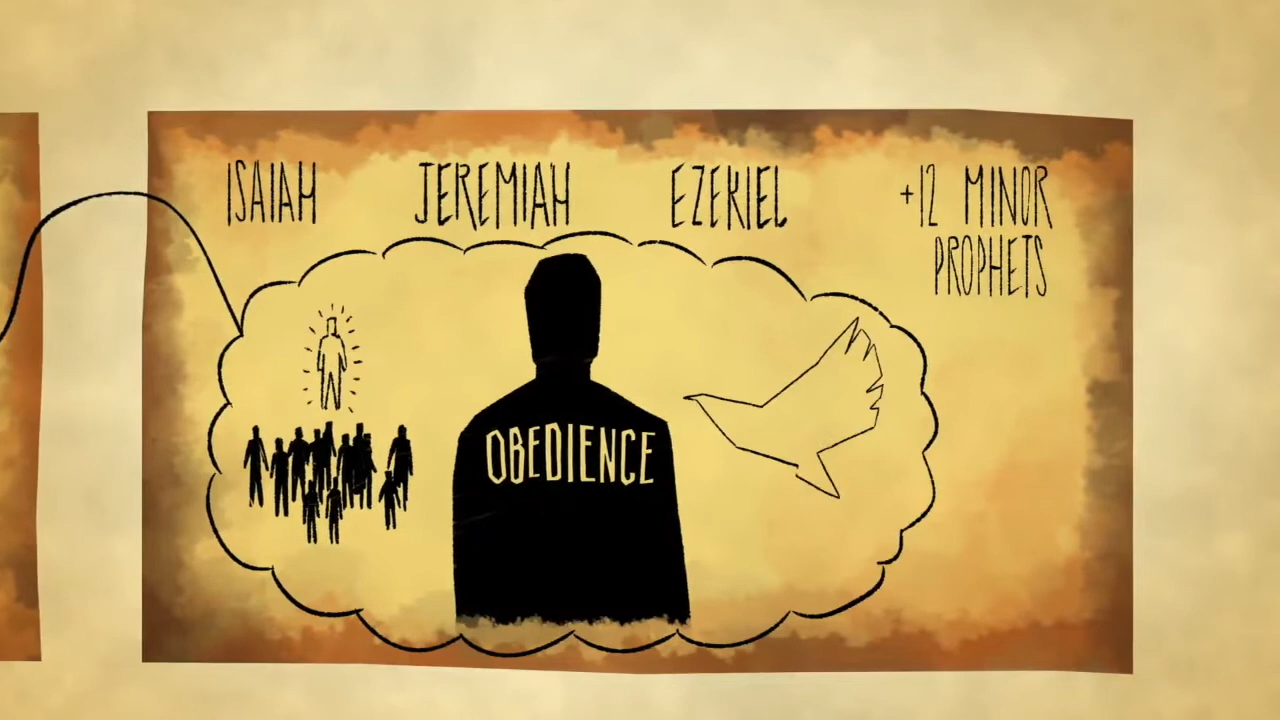 ISAIAH
JEREMIAH
EZEKIEL
+12 MINOR
PROPHETS
OBEDIENCE